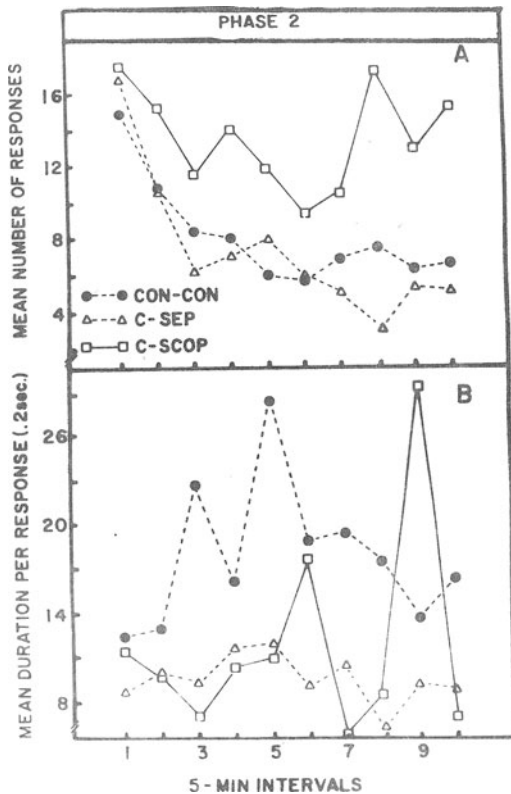 PHASE 2
A
MEAN NUMBER OF RESPONSES
16
12
8
4
CON-CON
C-SEP
C-SCOP
B
MEAN DURATION PER RESPONSE (.2sec.)
26
20
14
8
1 3 5 7 9
5-MIN INTERVALS